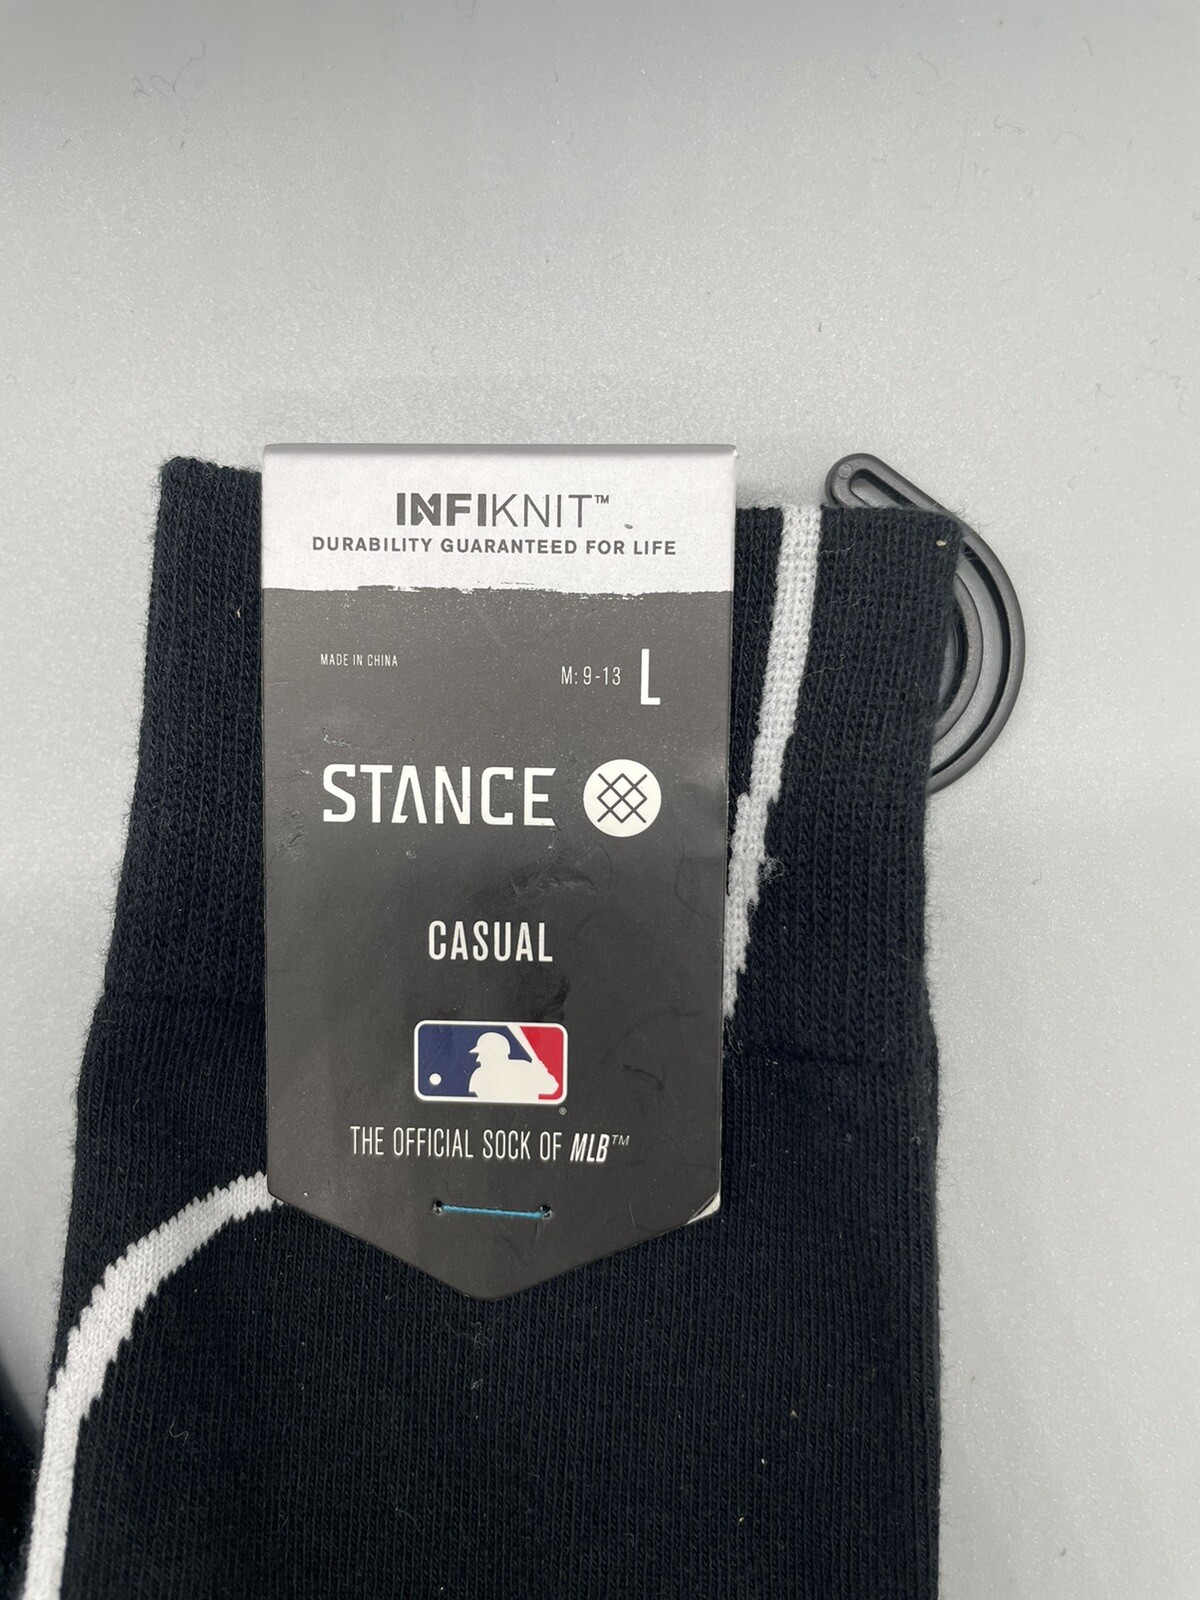 INFIKNIT™
DURABILITY GUARANTEED FOR LIFE
MADE IN CHINA
M: 9-13 L
STANCE
CASUAL
®
THE OFFICIAL SOCK OF MLB™